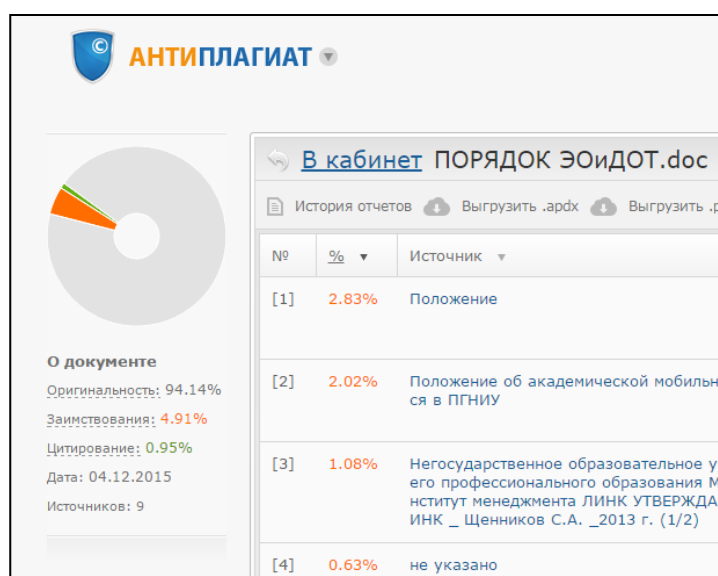 ©
АНТИПЛАГИАТ
В кабинет ПОРЯДОК ЭОиДОТ.doc
История отчетов Выгрузить .apdx Выгрузить .p
№ % Источник
[1] 2.83% Положение
[2] 2.02% Положение об академической мобильн
ся в ПГНИУ
[3] 1.08% Негосударственное образовательное у
его профессионального образования М
нститут менеджмента ЛИНК УТВЕРЖДА
ИНК _ Щенников С.А. _2013 г. (1/2)
[4] 0.63% не указано
О документе
Оригинальность: 94.14%
Заимствования: 4.91%
Цитирование: 0.95%
Дата: 04.12.2015
Источников: 9